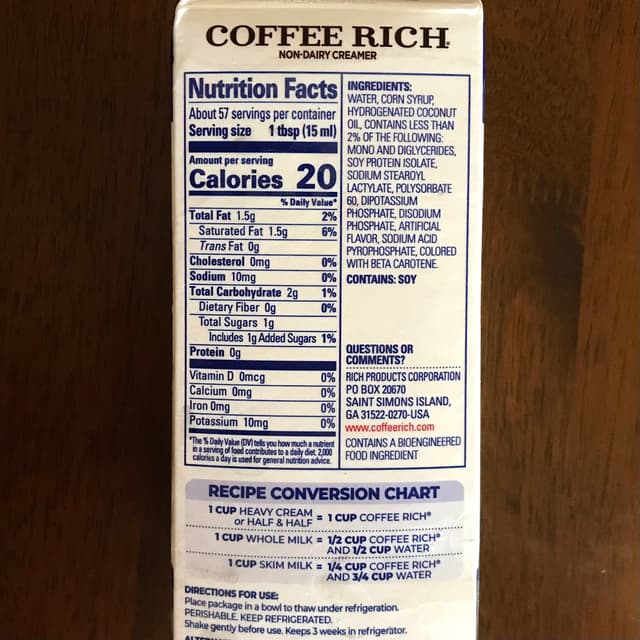 COFFEE RICH®
NON-DAIRY CREAMER
Nutrition Facts
About 57 servings per container
Serving size 1 tbsp (15 ml)
Amount per serving
Calories 20
% Daily Value*
Total Fat 1.5g 2%
Saturated Fat 1.5g 6%
Trans Fat 0g
Cholesterol 0mg 0%
Sodium 10mg 0%
Total Carbohydrate 2g 1%
Dietary Fiber 0g 0%
Total Sugars 1g
Includes 1g Added Sugars 1%
Protein 0g
Vitamin D 0mcg 0%
Calcium 0mg 0%
Iron 0mg 0%
Potassium 10mg 0%
*The % Daily Value (DV) tells you how much a nutrient
in a serving of food contributes to a daily diet. 2,000
calories a day is used for general nutrition advice.
INGREDIENTS:
WATER, CORN SYRUP,
HYDROGENATED COCONUT
OIL, CONTAINS LESS THAN
2% OF THE FOLLOWING:
MONO AND DIGLYCERIDES,
SOY PROTEIN ISOLATE,
SODIUM STEAROYL
LACTYLATE, POLYSORBATE
60, DIPOTASSIUM
PHOSPHATE, DISODIUM
PHOSPHATE, ARTIFICIAL
FLAVOR, SODIUM ACID
PYROPHOSPHATE, COLORED
WITH BETA CAROTENE.
CONTAINS: SOY
QUESTIONS OR
COMMENTS?
RICH PRODUCTS CORPORATION
PO BOX 20670
SAINT SIMONS ISLAND,
GA 31522-0270-USA
www.coffeerich.com
CONTAINS A BIOENGINEERED
FOOD INGREDIENT
RECIPE CONVERSION CHART
1 CUP HEAVY CREAM
or HALF & HALF = 1 CUP COFFEE RICH®
1 CUP WHOLE MILK = 1/2 CUP COFFEE RICH®
AND 1/2 CUP WATER
1 CUP SKIM MILK = 1/4 CUP COFFEE RICH®
AND 3/4 CUP WATER
DIRECTIONS FOR USE:
Place package in a bowl to thaw under refrigeration.
PERISHABLE. KEEP REFRIGERATED.
Shake gently before use. Keeps 3 weeks in refrigerator.